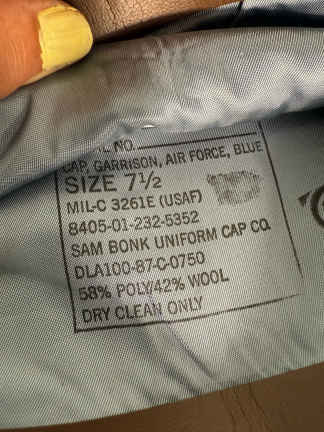 NO.
CAP, GARRISON, AIR FORCE, BLUE
SIZE 7½
MIL-C 3261E (USAF)
8405-01-232-5352
SAM BONK UNIFORM CAP CO.
DLA100-87-C-0750
58% POLY/42% WOOL
DRY CLEAN ONLY